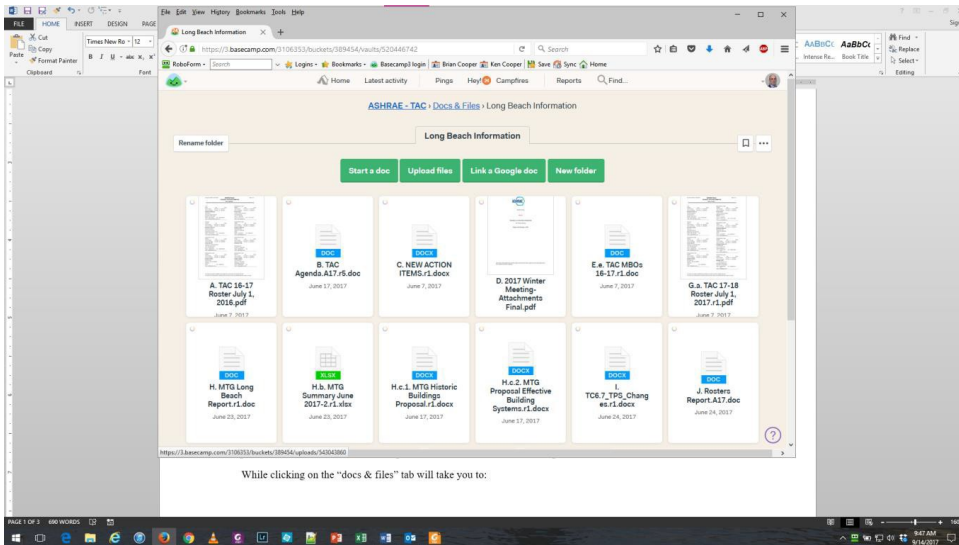 FILE HOME INSERT DESIGN PAGE
Cut
Copy
Format Painter
Paste
Clipboard
Times New Ro 12
B I U abc X, X
Font
File Edit View History Bookmarks Tools Help
Long Beach Information
https://3.basecamp.com/3106353/buckets/389454/vaults/520446742
Search
RoboForm Search Logins Bookmarks Basecamp3 login Brian Cooper Ken Cooper Save Sync Home
AaBbCc AaBbCc
Intense Re... Book Title
Find
Replace
Select
Editing
Home Latest activity Pings Hey! Campfires Reports Find...
ASHRAE - TAC › Docs & Files › Long Beach Information
Rename folder
Long Beach Information
Start a doc Upload files Link a Google doc New folder
DOC
B. TAC
Agenda.A17.r5.doc
June 17, 2017
DOCX
C. NEW ACTION
ITEMS.r1.docx
June 7, 2017
DOC
E.e. TAC MBOs
16-17.r1.doc
June 7, 2017
A. TAC 16-17
Roster July 1,
2016.pdf
June 7, 2017
D. 2017 Winter
Meeting-
Attachments
Final.pdf
G.a. TAC 17-18
Roster July 1,
2017.r1.pdf
June 7, 2017
DOC
H. MTG Long
Beach
Report.r1.doc
June 23, 2017
XLSX
H.b. MTG
Summary June
2017-2.r1.xlsx
June 23, 2017
DOCX
H.c.1. MTG Historic
Buildings
Proposal.r1.docx
June 17, 2017
DOCX
H.c.2. MTG
Proposal Effective
Building
Systems.r1.docx
June 17, 2017
DOCX
I.
TC6.7_TPS_Chang
es.r1.docx
June 24, 2017
DOC
J. Rosters
Report.A17.doc
June 24, 2017
https://3.basecamp.com/3106353/buckets/389454/uploads/543043860
While clicking on the “docs & files” tab will take you to:
PAGE 1 OF 3 690 WORDS
9:47 AM
9/14/2017